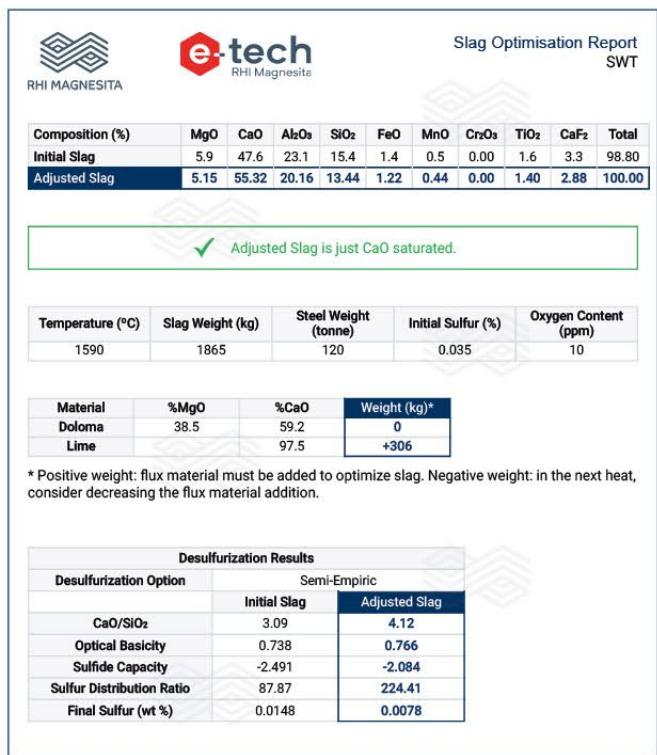 RHI MAGNESITA
e-tech
RHI Magnesita
Slag Optimisation Report
SWT
Composition (%) MgO CaO Al₂O₃ SiO₂ FeO MnO Cr₂O₃ TiO₂ CaF₂ Total
Initial Slag 5.9 47.6 23.1 15.4 1.4 0.5 0.00 1.6 3.3 98.80
Adjusted Slag 5.15 55.32 20.16 13.44 1.22 0.44 0.00 1.40 2.88 100.00
✓ Adjusted Slag is just CaO saturated.
Temperature (ºC) Slag Weight (kg) Steel Weight (tonne) Initial Sulfur (%) Oxygen Content (ppm)
1590 1865 120 0.035 10
Material %MgO %CaO Weight (kg)*
Doloma 38.5 59.2 0
Lime 97.5 +306
* Positive weight: flux material must be added to optimize slag. Negative weight: in the next heat,
consider decreasing the flux material addition.
Desulfurization Results
Desulfurization Option Semi-Empiric
Initial Slag Adjusted Slag
CaO/SiO₂ 3.09 4.12
Optical Basicity 0.738 0.766
Sulfide Capacity -2.491 -2.084
Sulfur Distribution Ratio 87.87 224.41
Final Sulfur (wt %) 0.0148 0.0078